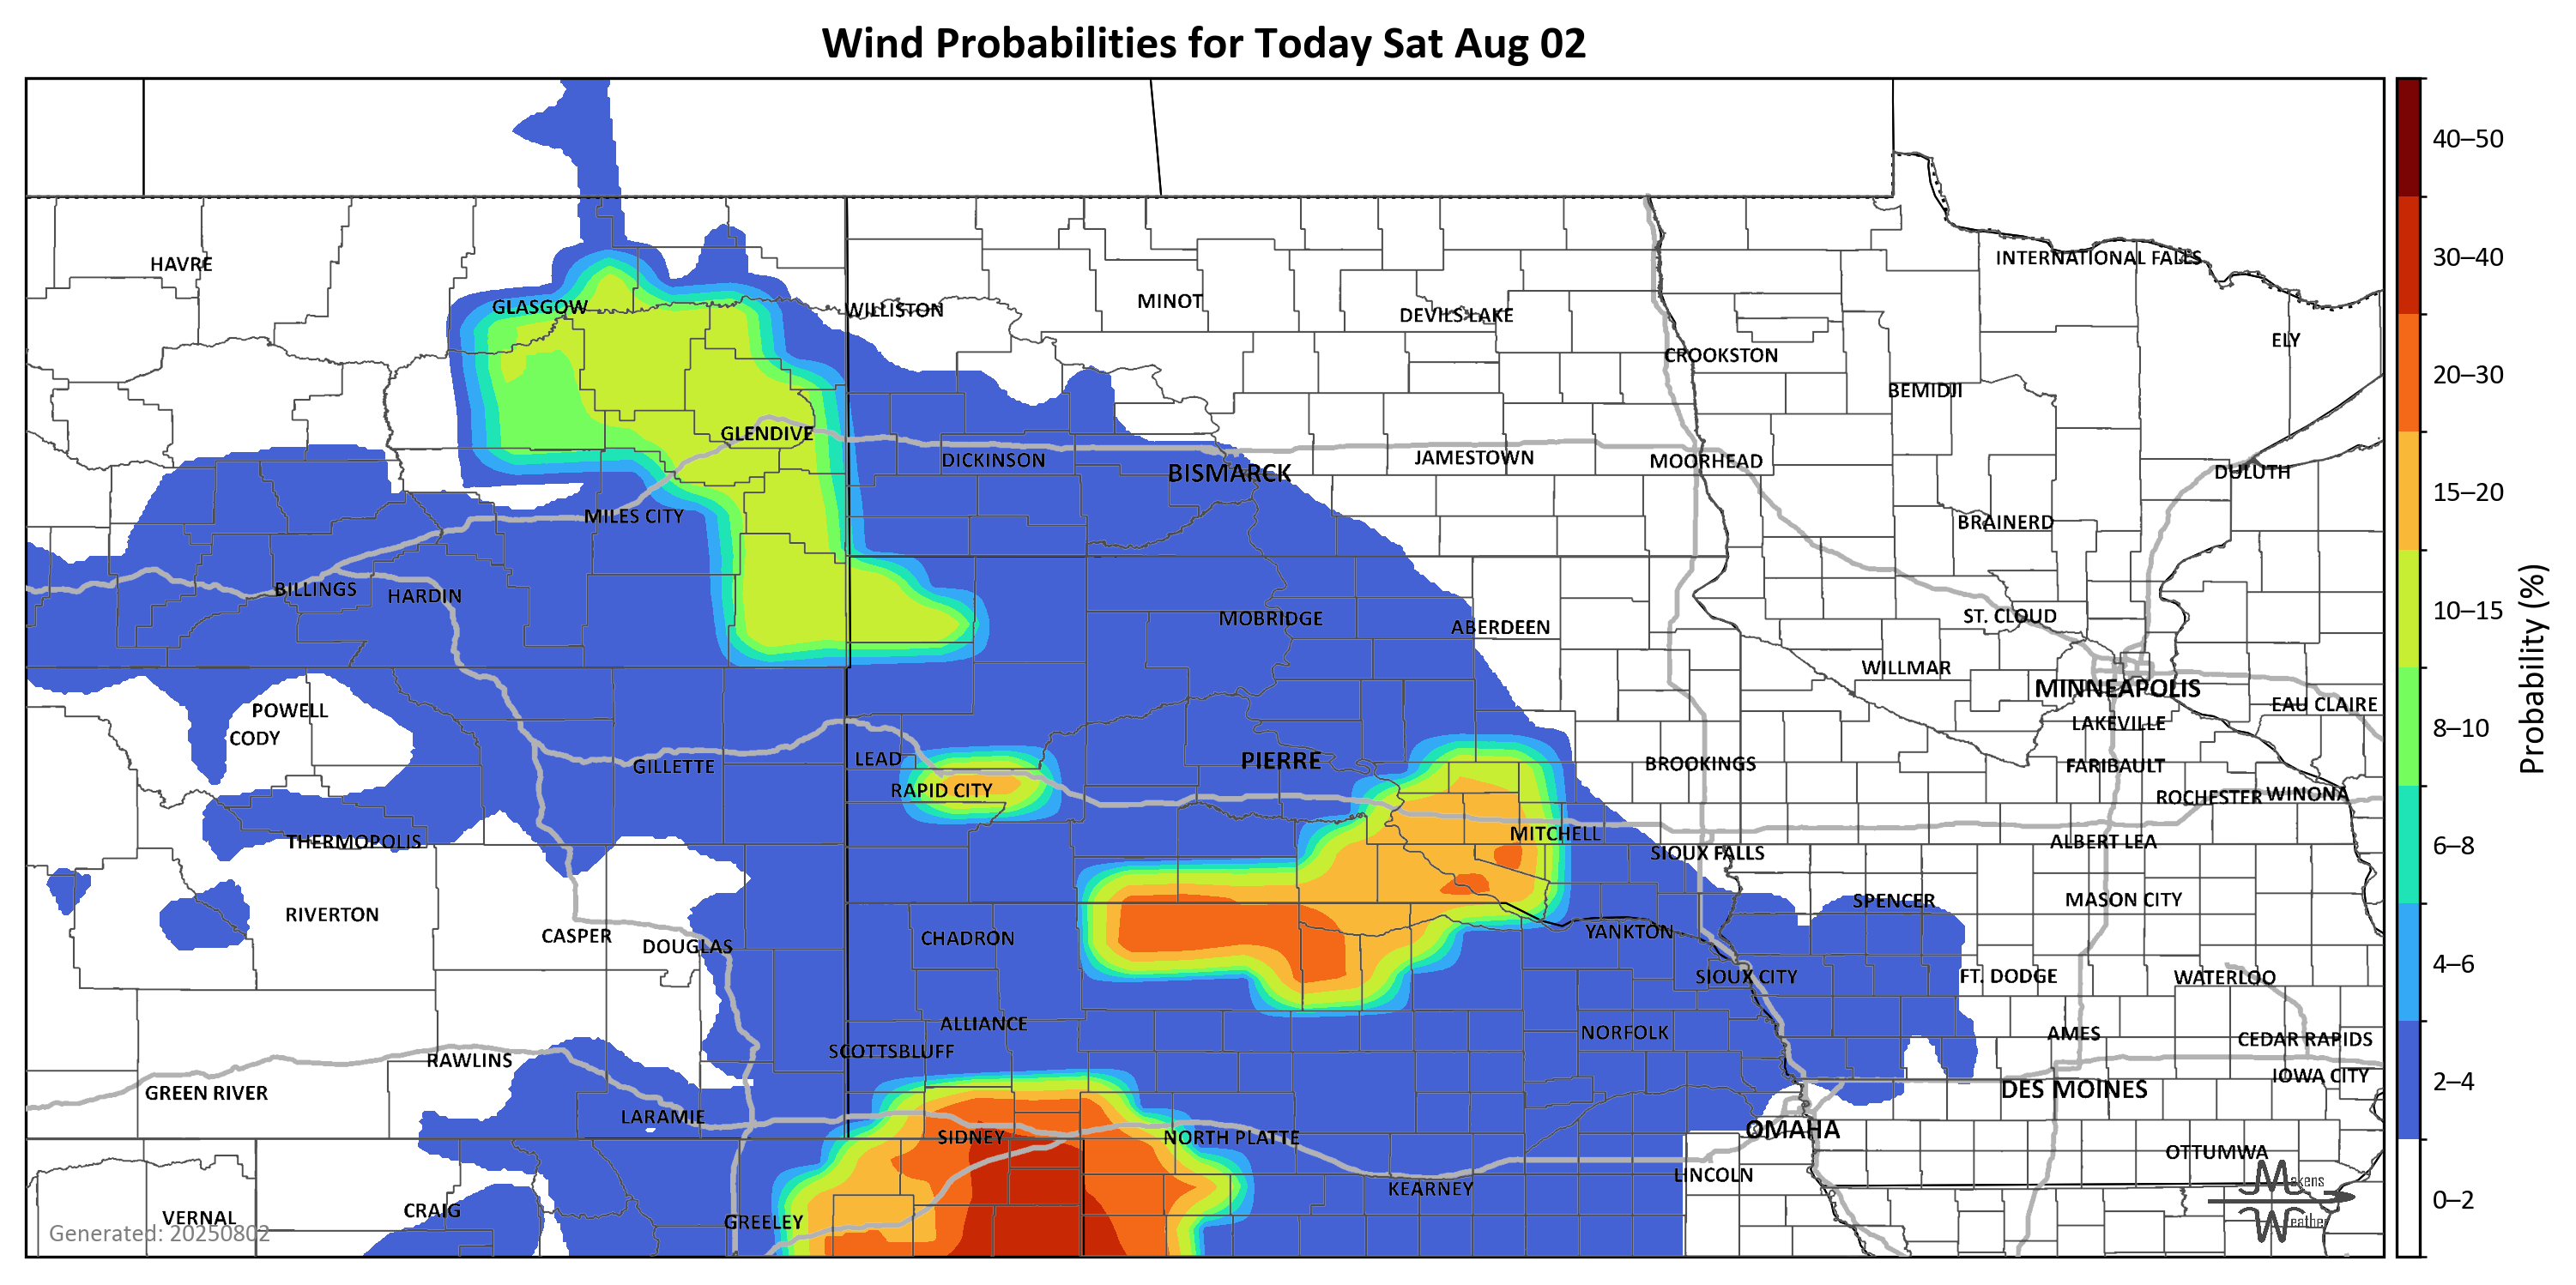 Wind Probabilities for Today Sat Aug 02
40–50
INTERNATIONAL FALLS
30–40
HAVRE
MINOT
GLASGOW
WILLISTON
DEVILS LAKE
ELY
CROOKSTON
20–30
BEMIDJI
GLENDIVE
DICKINSON
JAMESTOWN
MOORHEAD
BISMARCK
DULUTH
15–20
MILES CITY
BRAINERD
BILLINGS
HARDIN
10–15
ST. CLOUD
MOBRIDGE
ABERDEEN
WILLMAR
Probability (%)
MINNEAPOLIS
EAU CLAIRE
POWELL
LAKEVILLE
8–10
CODY
LEAD
PIERRE
BROOKINGS
GILLETTE
FARIBAULT
RAPID CITY
ROCHESTER
WINONA
MITCHELL
THERMOPOLIS
ALBERT LEA
6–8
SIOUX FALLS
SPENCER
MASON CITY
RIVERTON
YANKTON
CASPER
CHADRON
DOUGLAS
4–6
SIOUX CITY
FT. DODGE
WATERLOO
ALLIANCE
NORFOLK
AMES
CEDAR RAPIDS
SCOTTSBLUFF
RAWLINS
IOWA CITY
2–4
GREEN RIVER
DES MOINES
LARAMIE
OMAHA
SIDNEY
NORTH PLATTE
OTTUMWA
LINCOLN
Makens
KEARNEY
0–2
CRAIG
VERNAL
GREELEY
Weather
Generated: 20250802